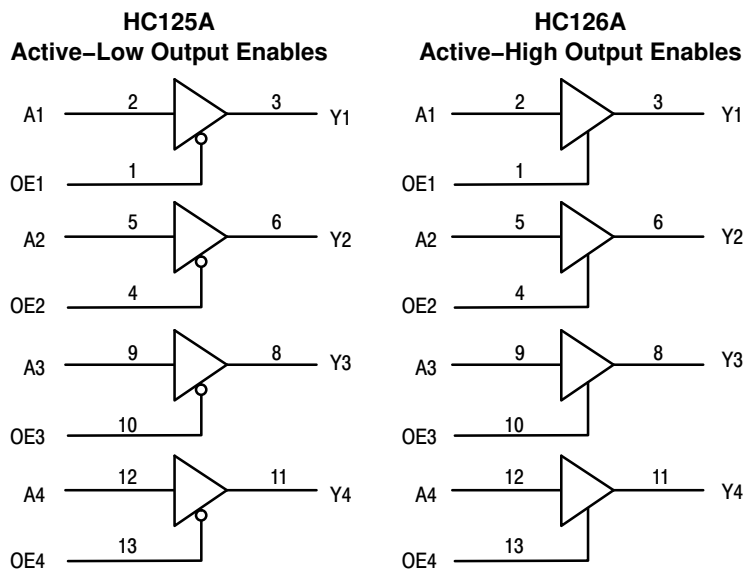 HC125A
Active–Low Output Enables
A1 2 3 Y1
OE1 1
A2 5 6 Y2
OE2 4
A3 9 8 Y3
OE3 10
A4 12 11 Y4
OE4 13
HC126A
Active–High Output Enables
A1 2 3 Y1
OE1 1
A2 5 6 Y2
OE2 4
A3 9 8 Y3
OE3 10
A4 12 11 Y4
OE4 13